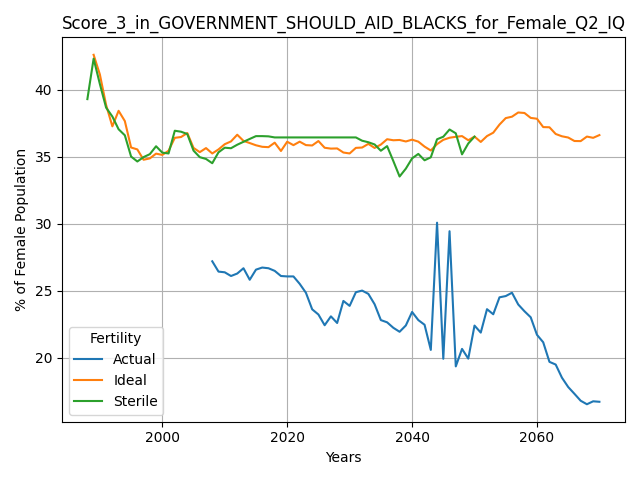 Score_3_in_GOVERNMENT_SHOULD_AID_BLACKS_for_Female_Q2_IQ
% of Female Population
40
35
30
25
20
Fertility
Actual
Ideal
Sterile
2000
2020
2040
2060
Years